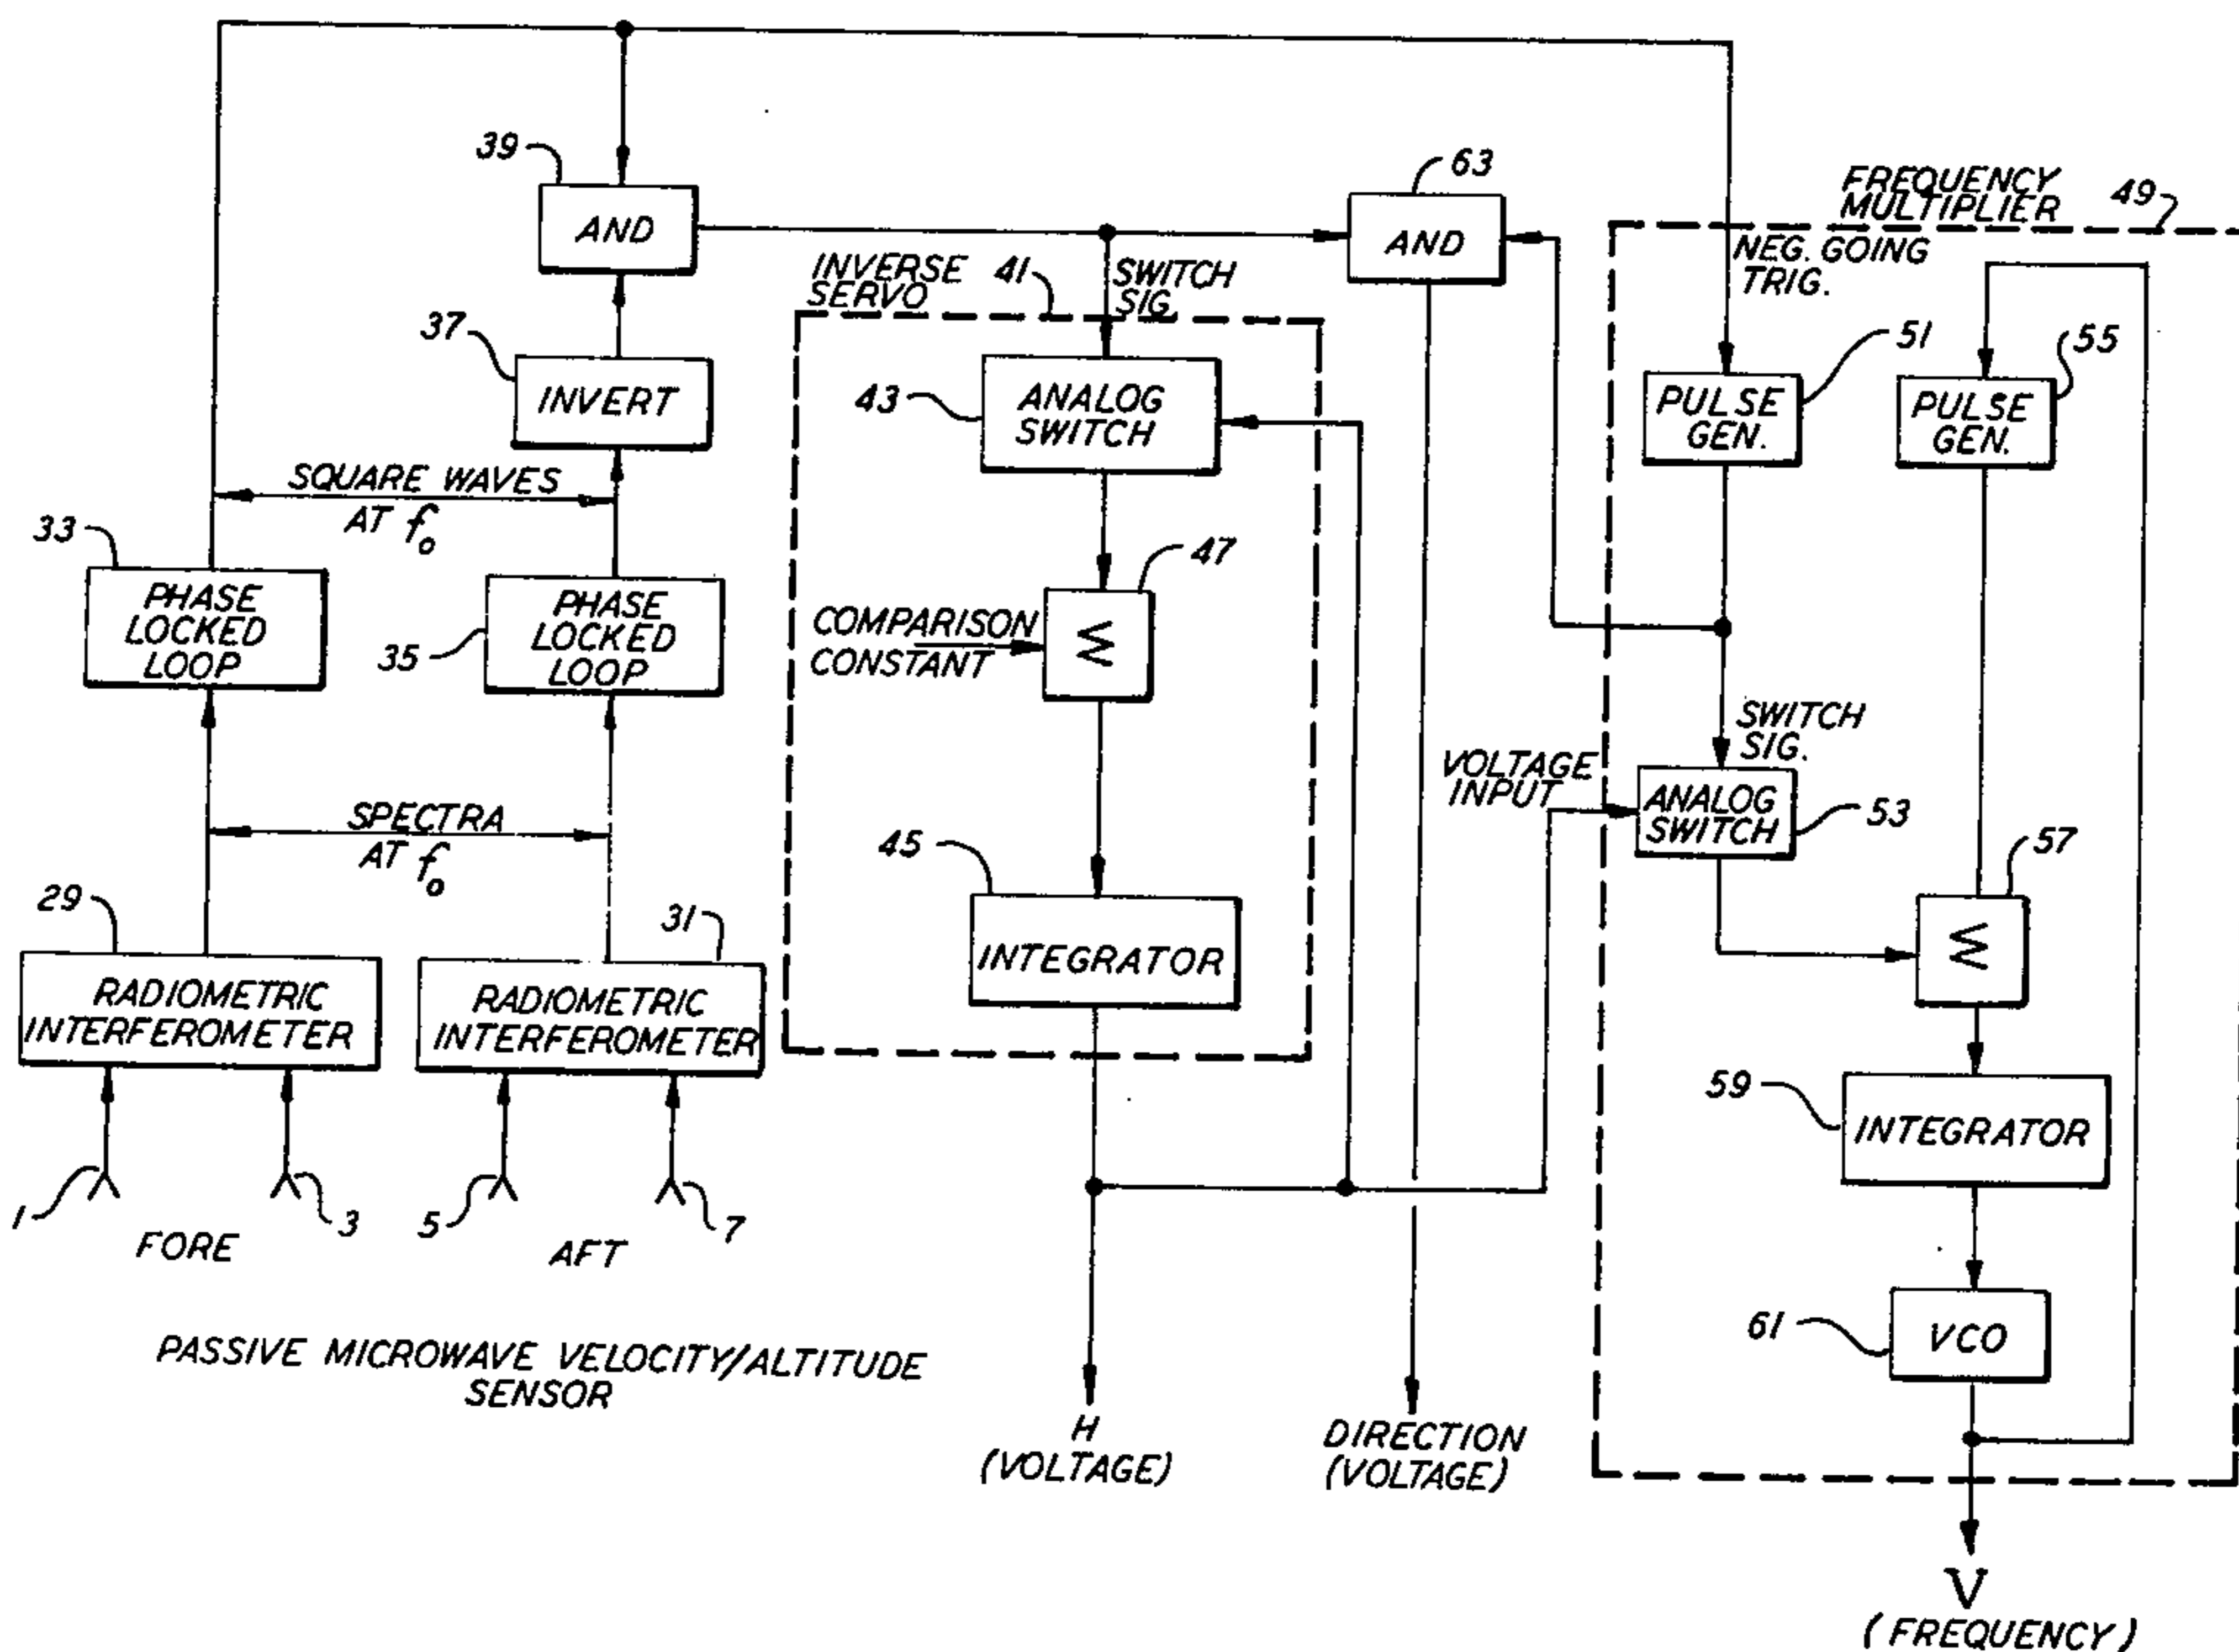 39
AND
63
AND
FREQUENCY
MULTIPLIER
49
NEG. GOING
TRIG.
INVERSE
SERVO
41
SWITCH
SIG.
37
INVERT
43
ANALOG
SWITCH
51
PULSE
GEN.
55
PULSE
GEN.
SQUARE WAVES
AT fo
33
PHASE
LOCKED
LOOP
35
PHASE
LOCKED
LOOP
47
COMPARISON
CONSTANT
Σ
SWITCH
SIG.
VOLTAGE
INPUT
ANALOG
SWITCH
53
SPECTRA
AT fo
45
INTEGRATOR
57
Σ
29
RADIOMETRIC
INTERFEROMETER
31
RADIOMETRIC
INTERFEROMETER
59
INTEGRATOR
1
3
FORE
5
7
AFT
61
VCO
PASSIVE MICROWAVE VELOCITY/ALTITUDE
SENSOR
H
(VOLTAGE)
DIRECTION
(VOLTAGE)
V
(FREQUENCY)